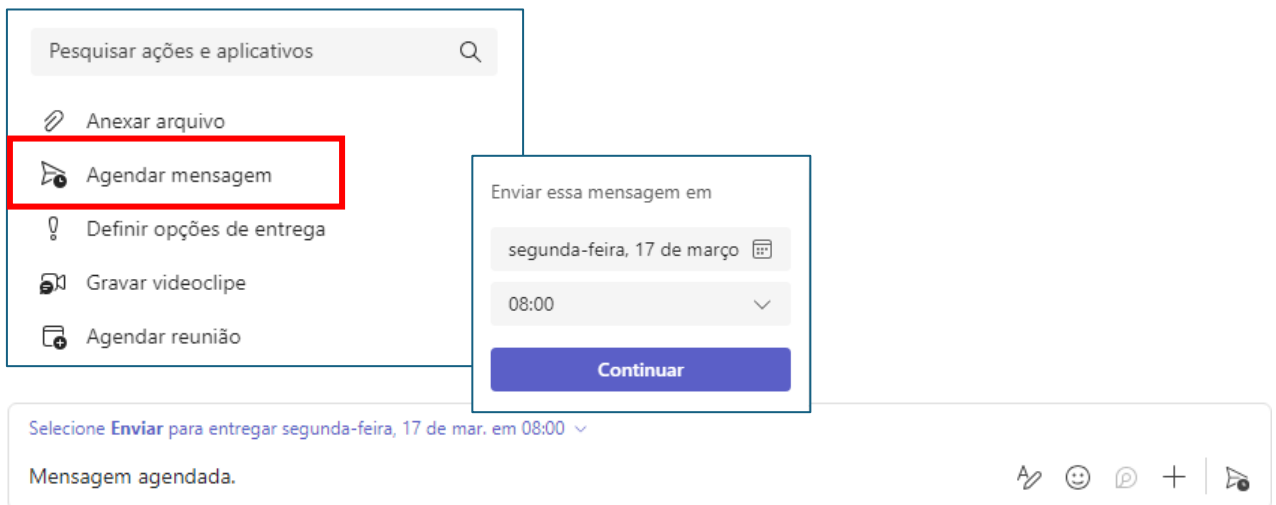 Pesquisar ações e aplicativos
Anexar arquivo
Agendar mensagem
Definir opções de entrega
Gravar videoclipe
Agendar reunião
Enviar essa mensagem em
segunda-feira, 17 de março
08:00
Continuar
Selecione Enviar para entregar segunda-feira, 17 de mar. em 08:00
Mensagem agendada.